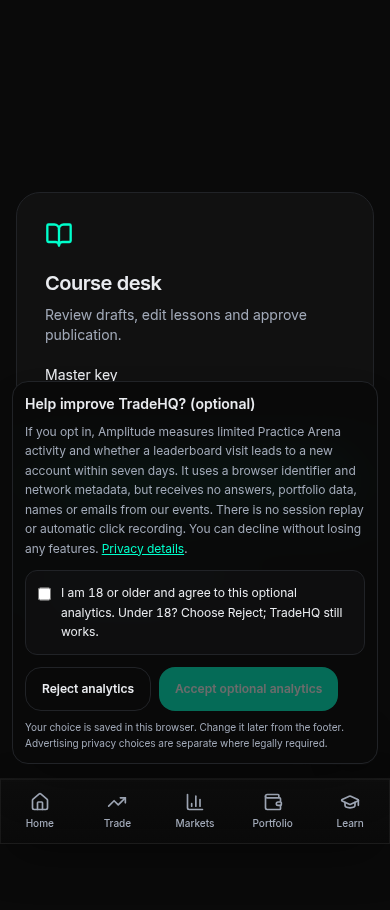 Course desk
Review drafts, edit lessons and approve
publication.
Master key
Help improve TradeHQ? (optional)
If you opt in, Amplitude measures limited Practice Arena
activity and whether a leaderboard visit leads to a new
account within seven days. It uses a browser identifier and
network metadata, but receives no answers, portfolio data,
names or emails from our events. There is no session replay
or automatic click recording. You can decline without losing
any features. Privacy details.
I am 18 or older and agree to this optional
analytics. Under 18? Choose Reject; TradeHQ still
works.
Reject analytics Accept optional analytics
Your choice is saved in this browser. Change it later from the footer.
Advertising privacy choices are separate where legally required.
Home Trade Markets Portfolio Learn